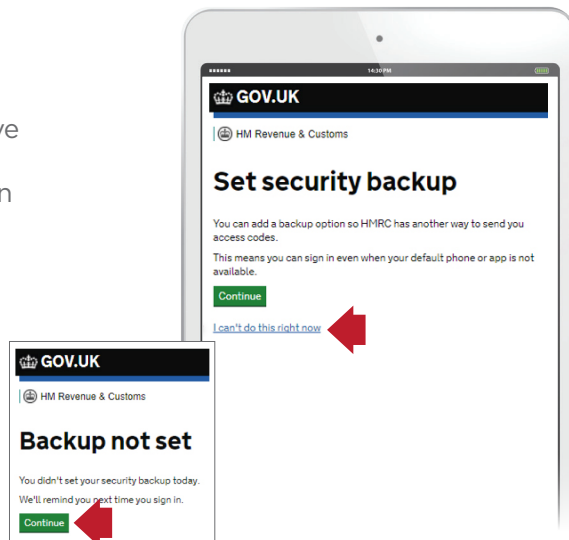 ve
n
14:30 PM
GOV.UK
HM Revenue & Customs
Set security backup
You can add a backup option so HMRC has another way to send you
access codes.
This means you can sign in even when your default phone or app is not
available.
Continue
I can't do this right now
GOV.UK
HM Revenue & Customs
Backup not set
You didn't set your security backup today.
We'll remind you next time you sign in.
Continue